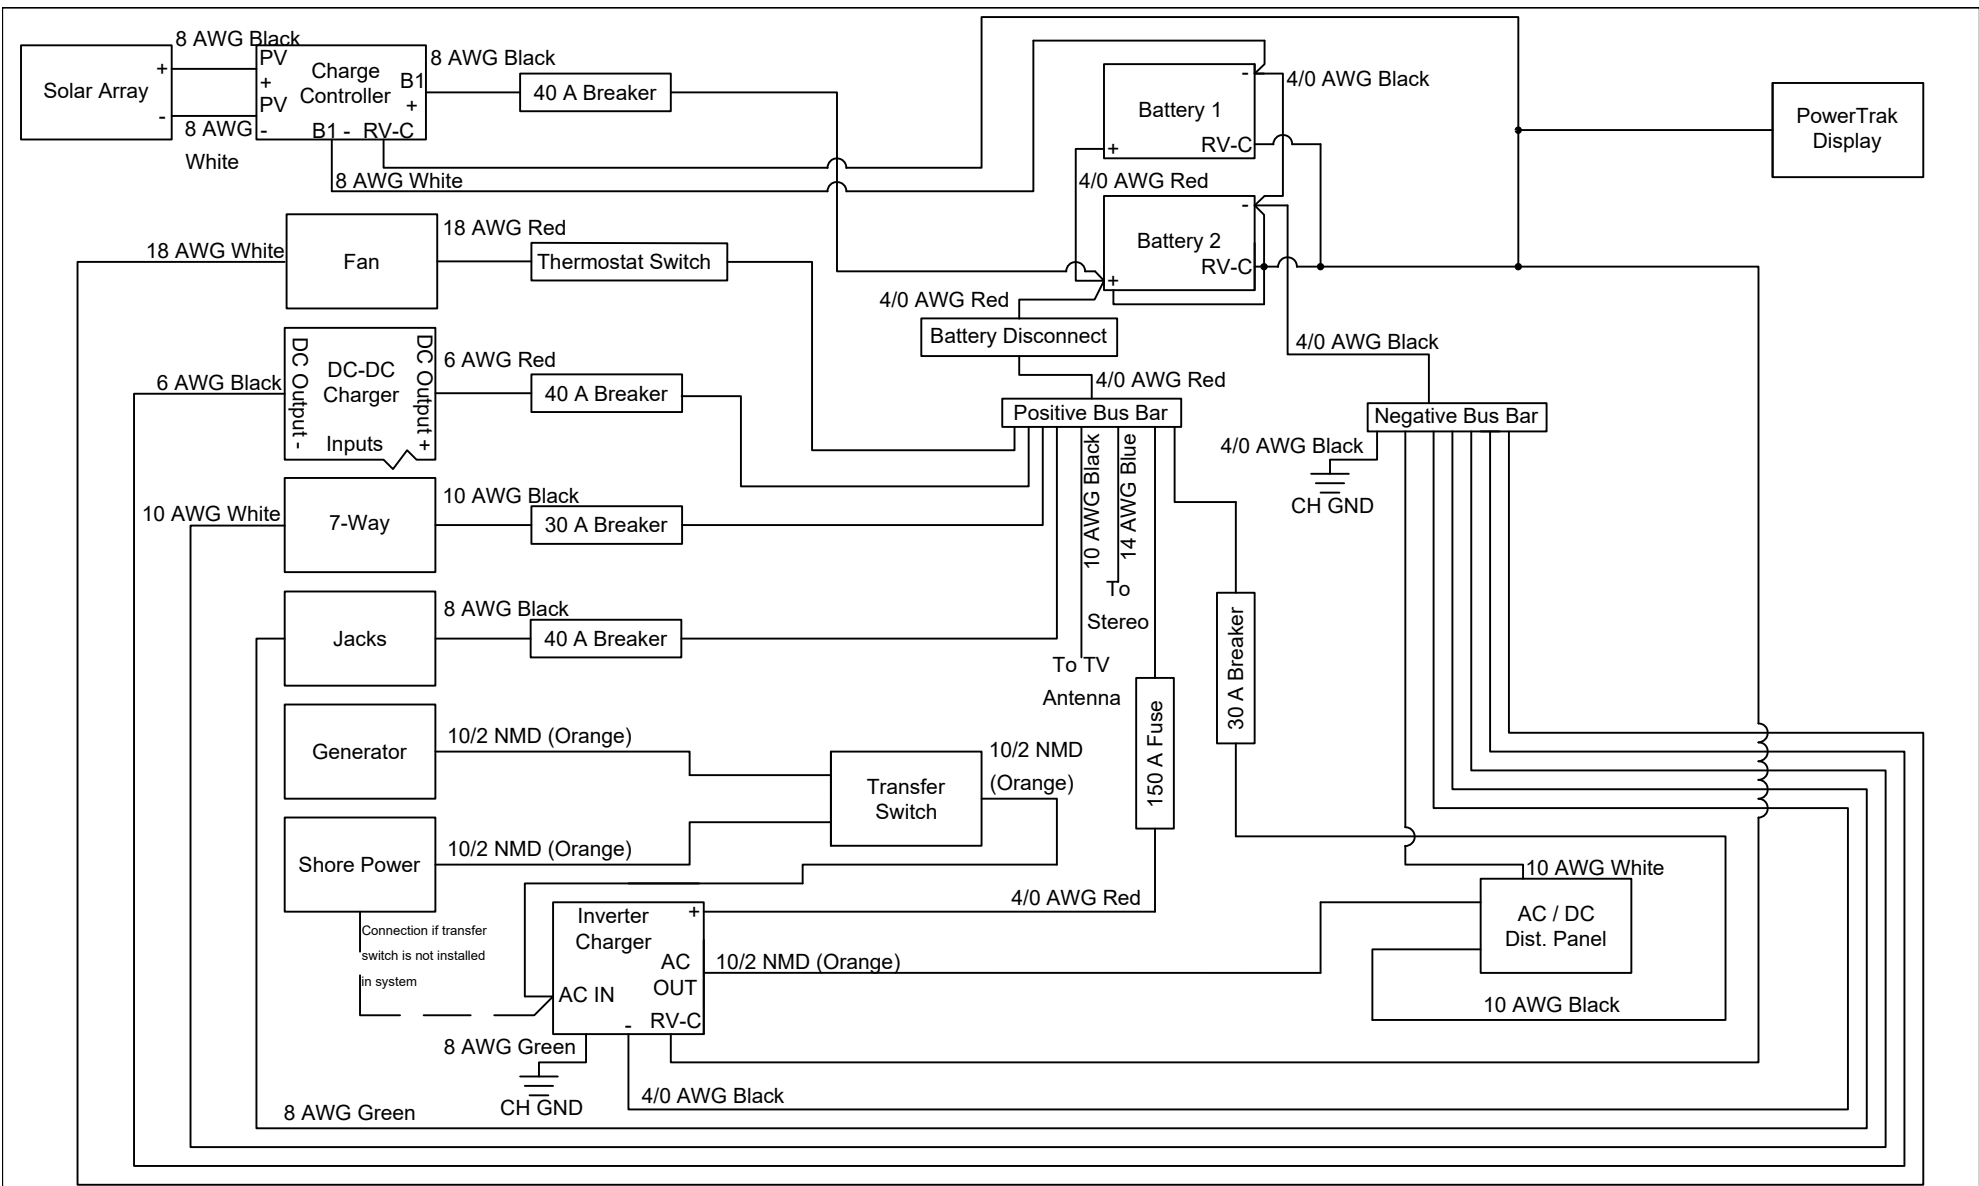 8 AWG Black
Solar Array
+
-
8 AWG
White
PV
+
PV
-
Charge
Controller
B1
+
B1 -
RV-C
8 AWG Black
40 A Breaker
8 AWG White
Battery 1
-
+
RV-C
4/0 AWG Black
4/0 AWG Red
Battery 2
-
+
RV-C
PowerTrak
Display
18 AWG White
Fan
18 AWG Red
Thermostat Switch
4/0 AWG Red
Battery Disconnect
4/0 AWG Red
4/0 AWG Black
6 AWG Black
DC Output -
DC-DC
Charger
Inputs
DC Output +
6 AWG Red
40 A Breaker
Positive Bus Bar
Negative Bus Bar
4/0 AWG Black
CH GND
10 AWG Black
14 AWG Blue
To
Stereo
To TV
Antenna
10 AWG White
7-Way
10 AWG Black
30 A Breaker
Jacks
8 AWG Black
40 A Breaker
30 A Breaker
150 A Fuse
Generator
10/2 NMD (Orange)
Transfer
Switch
10/2 NMD
(Orange)
Shore Power
10/2 NMD (Orange)
Connection if transfer
switch is not installed
in system
Inverter
Charger
+
AC
OUT
AC IN
-
RV-C
4/0 AWG Red
10/2 NMD (Orange)
10 AWG White
AC / DC
Dist. Panel
10 AWG Black
8 AWG Green
CH GND
4/0 AWG Black
8 AWG Green